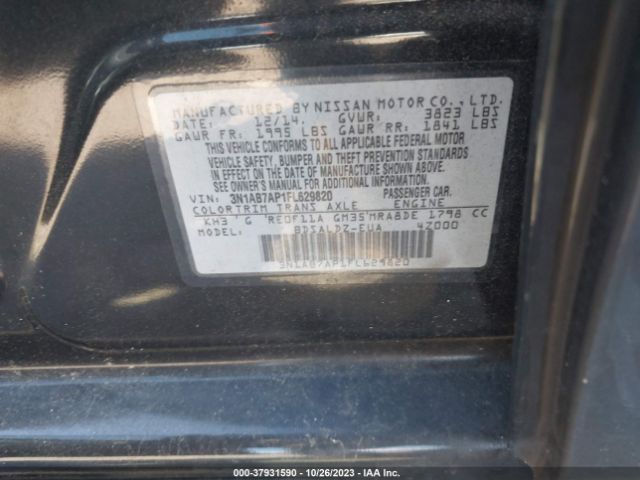 MANUFACTURED BY NISSAN MOTOR CO., LTD.
DATE: 12/14. GVWR: 3823 LBS
GAWR FR: 1995 LBS GAWR RR: 1841 LBS
THIS VEHICLE CONFORMS TO ALL APPLICABLE FEDERAL MOTOR
VEHICLE SAFETY, BUMPER AND THEFT PREVENTION STANDARDS
IN EFFECT ON THE DATE OF MANUFACTURE SHOWN ABOVE.
SEE OWNER'S MANUAL FOR MORE INFORMATION.
VIN: 3N1AB7AP1FL629820 PASSENGER CAR.
COLOR TRIM TRANS AXLE ENGINE
KH3 G RE0F11A GM35 MRA8DE 1798 CC
MODEL: BDSALDZ-EUA 4Z000
3N1AB7AP1FL629820
000-37931590 - 10/26/2023 - IAA Inc.